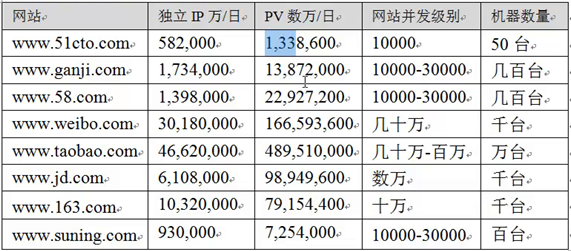 网站 独立 IP 万/日 PV 数万/日 网站并发级别 机器数量
www.51cto.com 582,000 1,338,600 10000 50 台
www.ganji.com 1,734,000 13,872,000 10000-30000 几百台
www.58.com 1,398,000 22,927,200 10000-30000 几百台
www.weibo.com 30,180,000 166,593,600 几十万 千台
www.taobao.com 46,620,000 489,510,000 几十万-百万 万台
www.jd.com 6,108,000 98,949,600 数万 千台
www.163.com 10,320,000 79,154,400 十万 千台
www.suning.com 930,000 7,254,000 10000-30000 百台